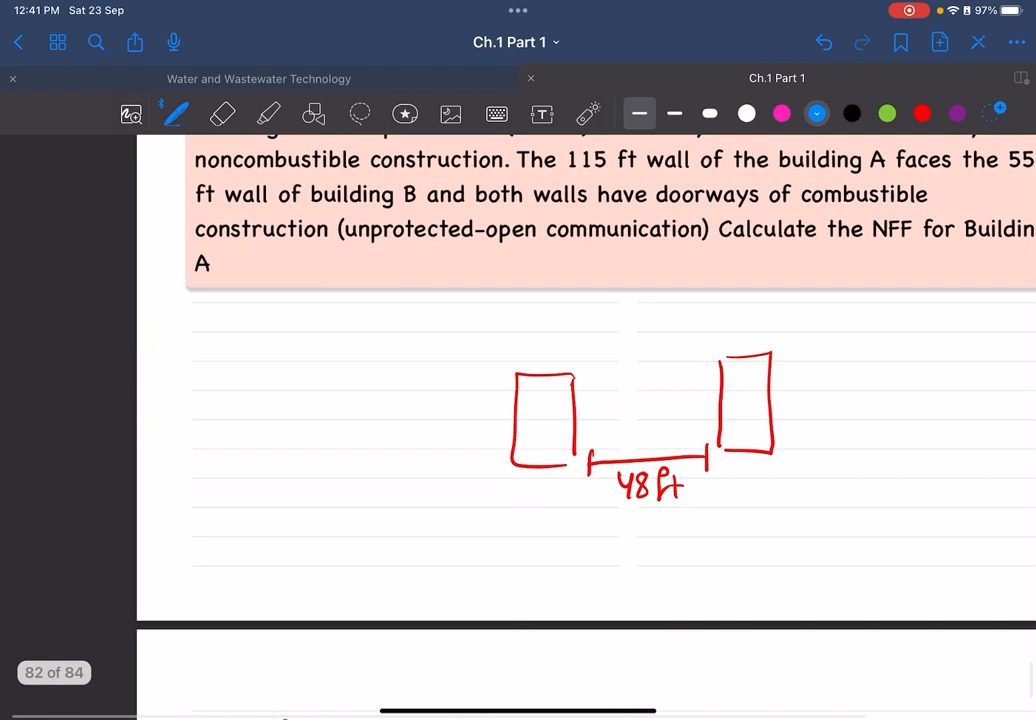 12:41 PM Sat 23 Sep
97%
Ch.1 Part 1
Water and Wastewater Technology
Ch.1 Part 1
noncombustible construction. The 115 ft wall of the building A faces the 55
ft wall of building B and both walls have doorways of combustible
construction (unprotected-open communication) Calculate the NFF for Buildin
A
48 ft
82 of 84